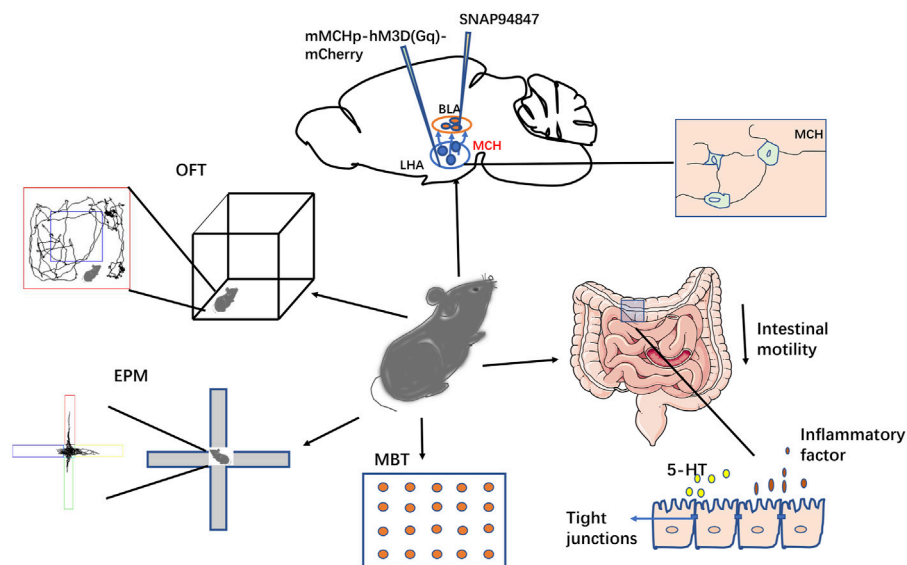 SNAP94847
mMCHp-hM3D(Gq)-
mCherry
BLA
MCH
LHA
MCH
OFT
Intestinal
motility
EPM
MBT
Inflammatory
factor
5-HT
Tight
junctions